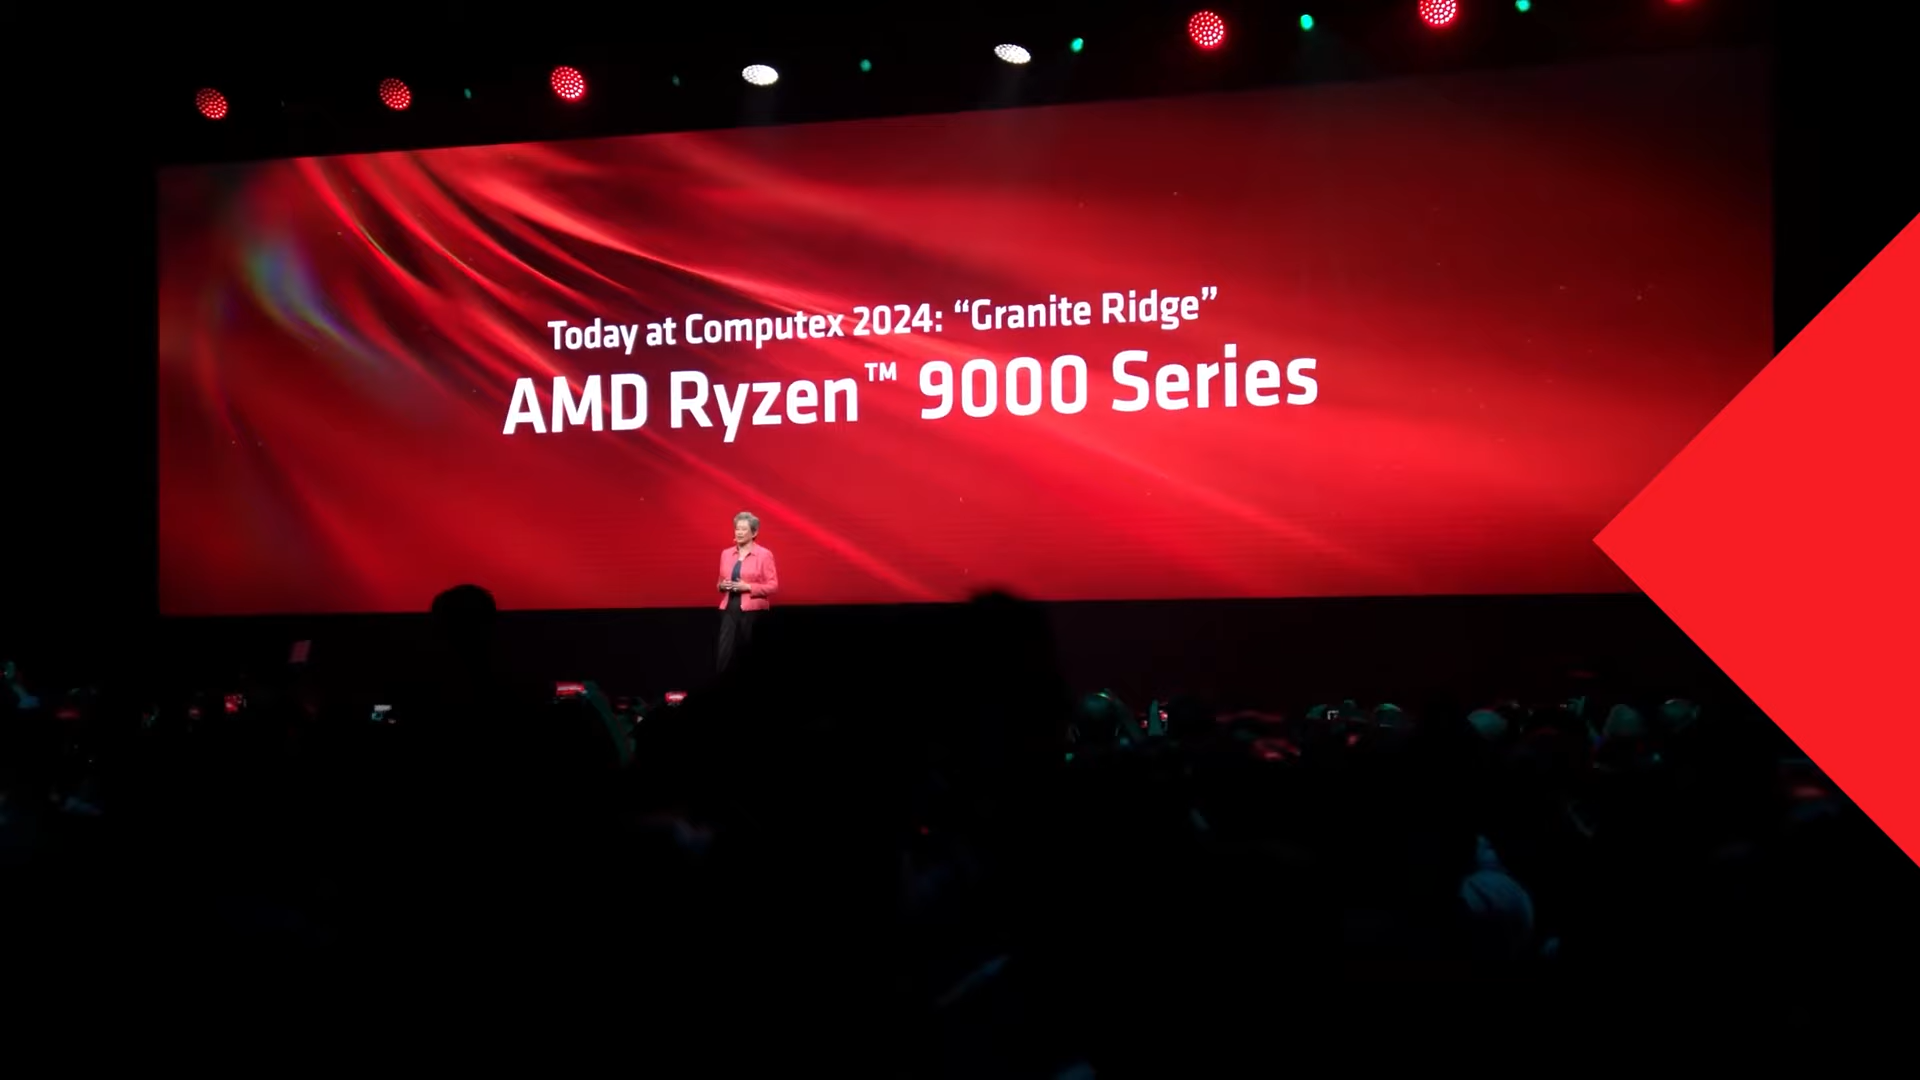 Today at Computex 2024: “Granite Ridge”
AMD Ryzen™ 9000 Series